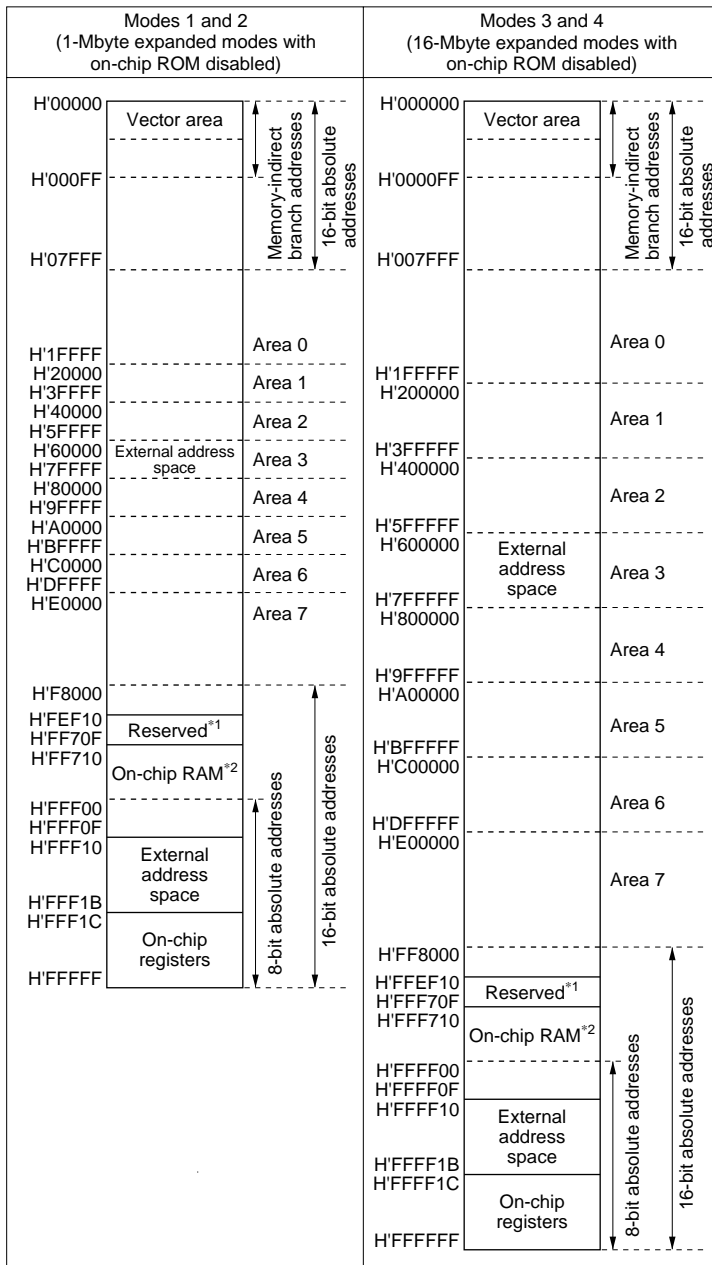 Modes 1 and 2
(1-Mbyte expanded modes with
on-chip ROM disabled)
H'00000
Vector area
H'000FF
H'07FFF
Memory-indirect
branch addresses
16-bit absolute
addresses
H'1FFFF
Area 0
H'20000
H'3FFFF
Area 1
H'40000
H'5FFFF
Area 2
H'60000
H'7FFFF
External address
space
Area 3
H'80000
H'9FFFF
Area 4
H'A0000
H'BFFFF
Area 5
H'C0000
H'DFFFF
Area 6
H'E0000
Area 7
H'F8000
H'FEF10
Reserved*1
H'FF70F
H'FF710
On-chip RAM*2
H'FFF00
H'FFF0F
H'FFF10
External
address
space
H'FFF1B
H'FFF1C
On-chip
registers
H'FFFFF
8-bit absolute addresses
16-bit absolute addresses
Modes 3 and 4
(16-Mbyte expanded modes with
on-chip ROM disabled)
H'000000
Vector area
H'0000FF
H'007FFF
Memory-indirect
branch addresses
16-bit absolute
addresses
Area 0
H'1FFFFF
H'200000
Area 1
H'3FFFFF
H'400000
Area 2
H'5FFFFF
H'600000
External
address
space
Area 3
H'7FFFFF
H'800000
Area 4
H'9FFFFF
H'A00000
Area 5
H'BFFFFF
H'C00000
Area 6
H'DFFFFF
H'E00000
Area 7
H'FF8000
H'FFEF10
Reserved*1
H'FFF70F
H'FFF710
On-chip RAM*2
H'FFFF00
H'FFFF0F
H'FFFF10
External
address
space
H'FFFF1B
H'FFFF1C
On-chip
registers
H'FFFFFF
8-bit absolute addresses
16-bit absolute addresses